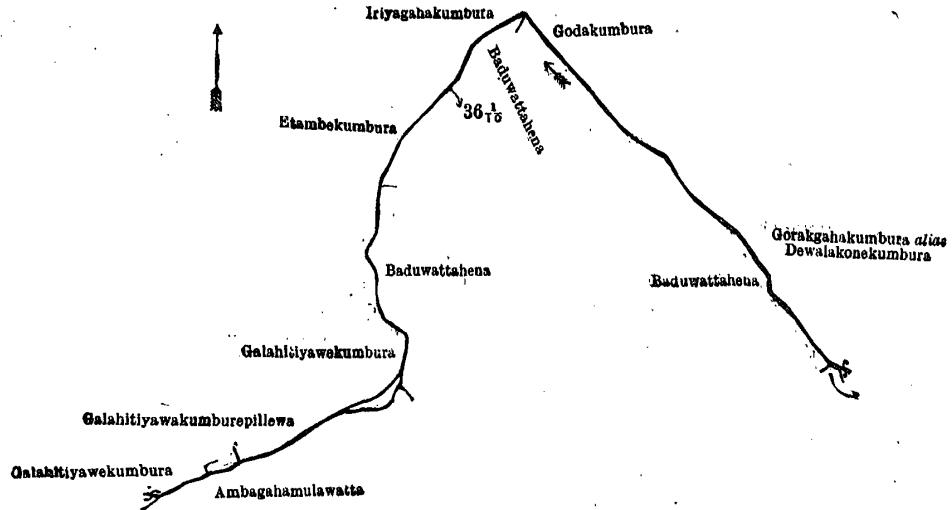 Iriyagahakumbura
Godakumbura
Baduwattahena
36 1/10
Etambekumbura
Gorakgahakumbura alias
Dewalakonekumbura
Baduwattahena
Baduwattahena
Galahitiyawekumbura
Galahitiyawakumburepillewa
Galahitiyawekumbura
Ambagahamulawatta